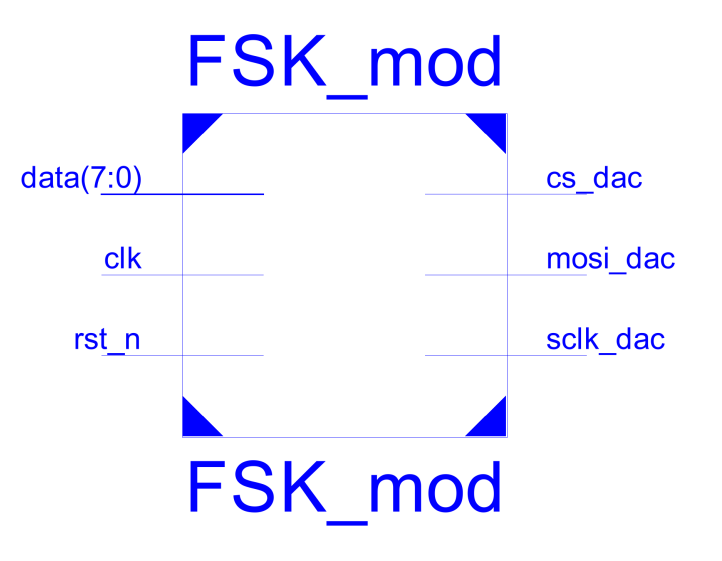 FSK_mod
data(7:0)
cs_dac
clk
mosi_dac
rst_n
sclk_dac
FSK_mod